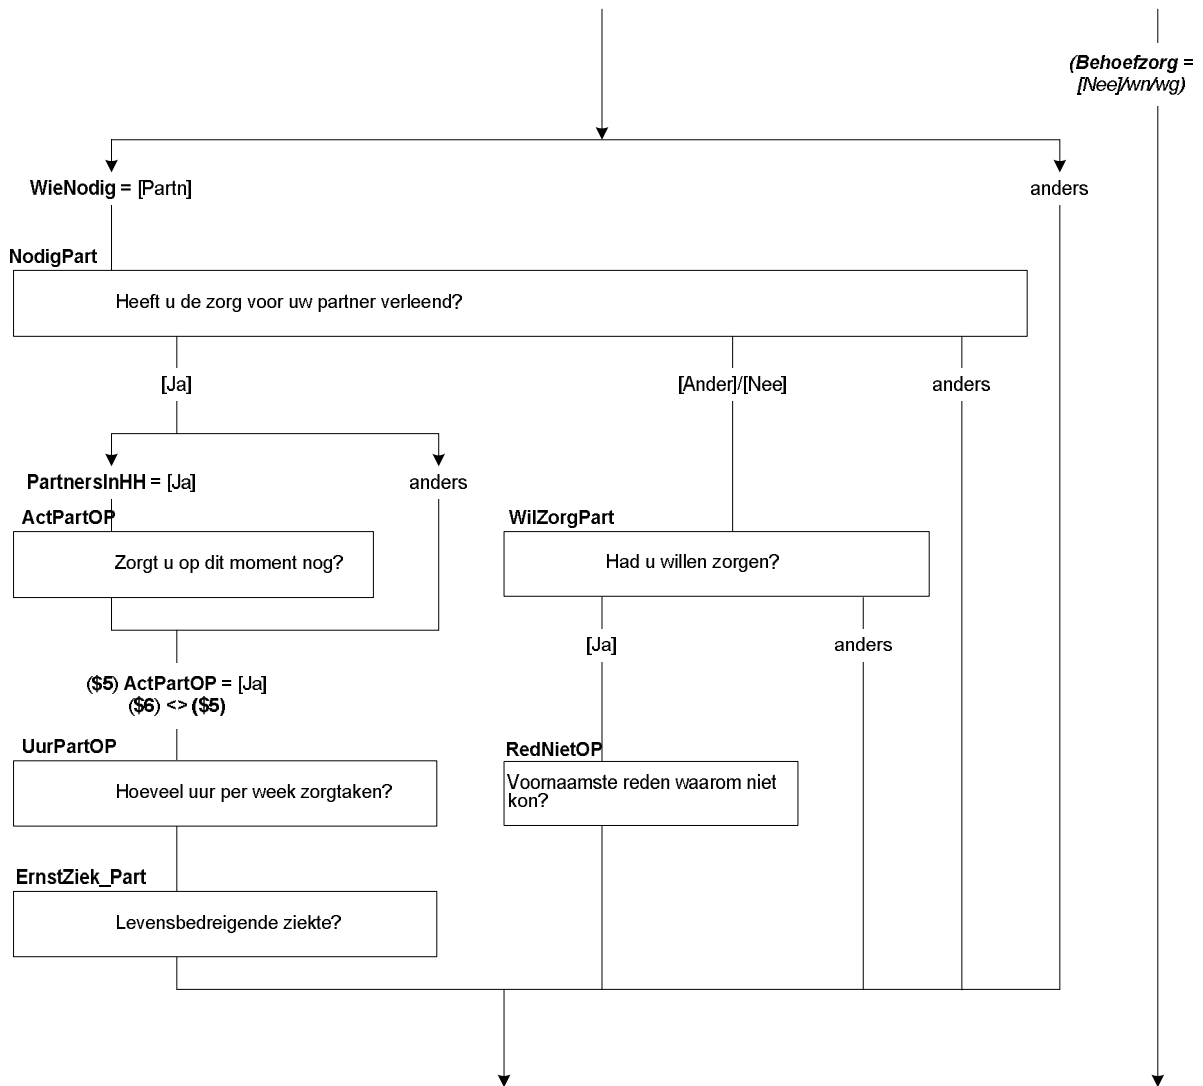 (Behoefzorg =
[Nee]/wn/wg)
WieNodig = [Partn]
anders
NodigPart
Heeft u de zorg voor uw partner verleend?
[Ja]
[Ander]/[Nee]
anders
PartnersInHH = [Ja]
anders
ActPartOP
Zorgt u op dit moment nog?
WilZorgPart
Had u willen zorgen?
[Ja]
anders
($5) ActPartOP = [Ja]
($6) <> ($5)
UurPartOP
Hoeveel uur per week zorgtaken?
RedNietOP
Voornaamste reden waarom niet
kon?
ErnstZiek_Part
Levensbedreigende ziekte?